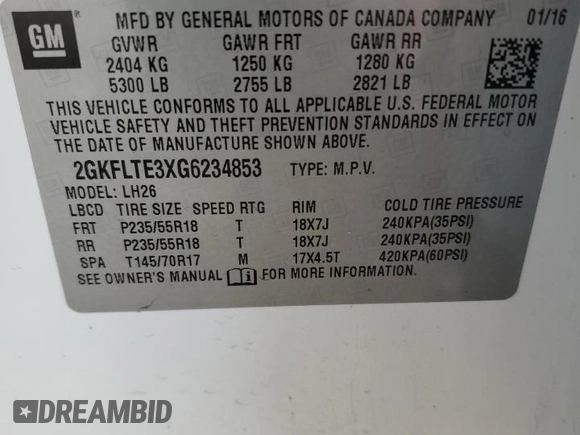 GM
MFD BY GENERAL MOTORS OF CANADA COMPANY 01/16
GVWR GAWR FRT GAWR RR
2404 KG 1250 KG 1280 KG
5300 LB 2755 LB 2821 LB
THIS VEHICLE CONFORMS TO ALL APPLICABLE U.S. FEDERAL MOTOR
VEHICLE SAFETY AND THEFT PREVENTION STANDARDS IN EFFECT ON
THE DATE OF MANUFACTURE SHOWN ABOVE.
2GKFLTE3XG6234853 TYPE: M.P.V.
MODEL: LH26
LBCD TIRE SIZE SPEED RTG RIM COLD TIRE PRESSURE
FRT P235/55R18 T 18X7J 240KPA(35PSI)
RR P235/55R18 T 18X7J 240KPA(35PSI)
SPA T145/70R17 M 17X4.5T 420KPA(60PSI)
SEE OWNER'S MANUAL FOR MORE INFORMATION
DREAMBID